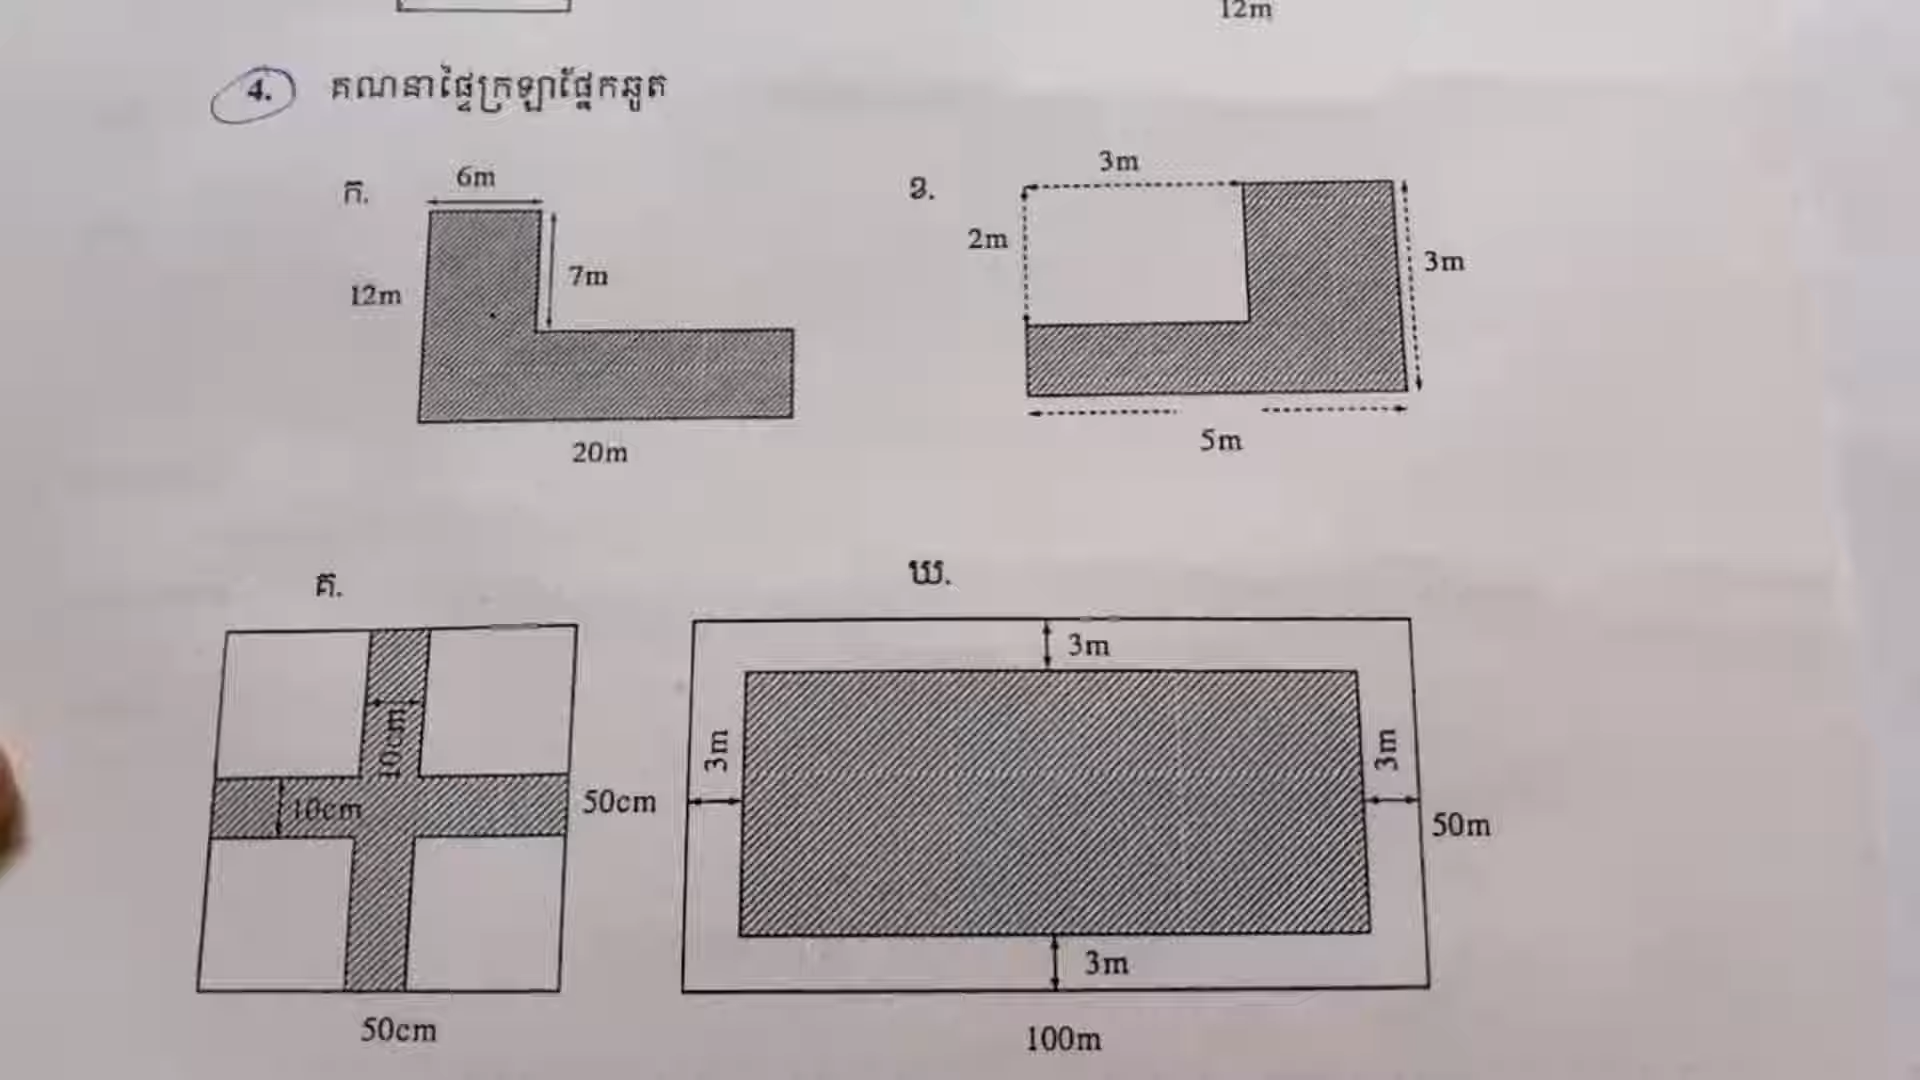 12m
4. គណនាផ្ទៃក្រឡាផ្នែកឆូត
ក.
6m
12m
7m
20m
ខ.
3m
2m
3m
5m
គ.
10cm
10cm
50cm
50cm
ឃ.
3m
3m
3m
50m
3m
100m